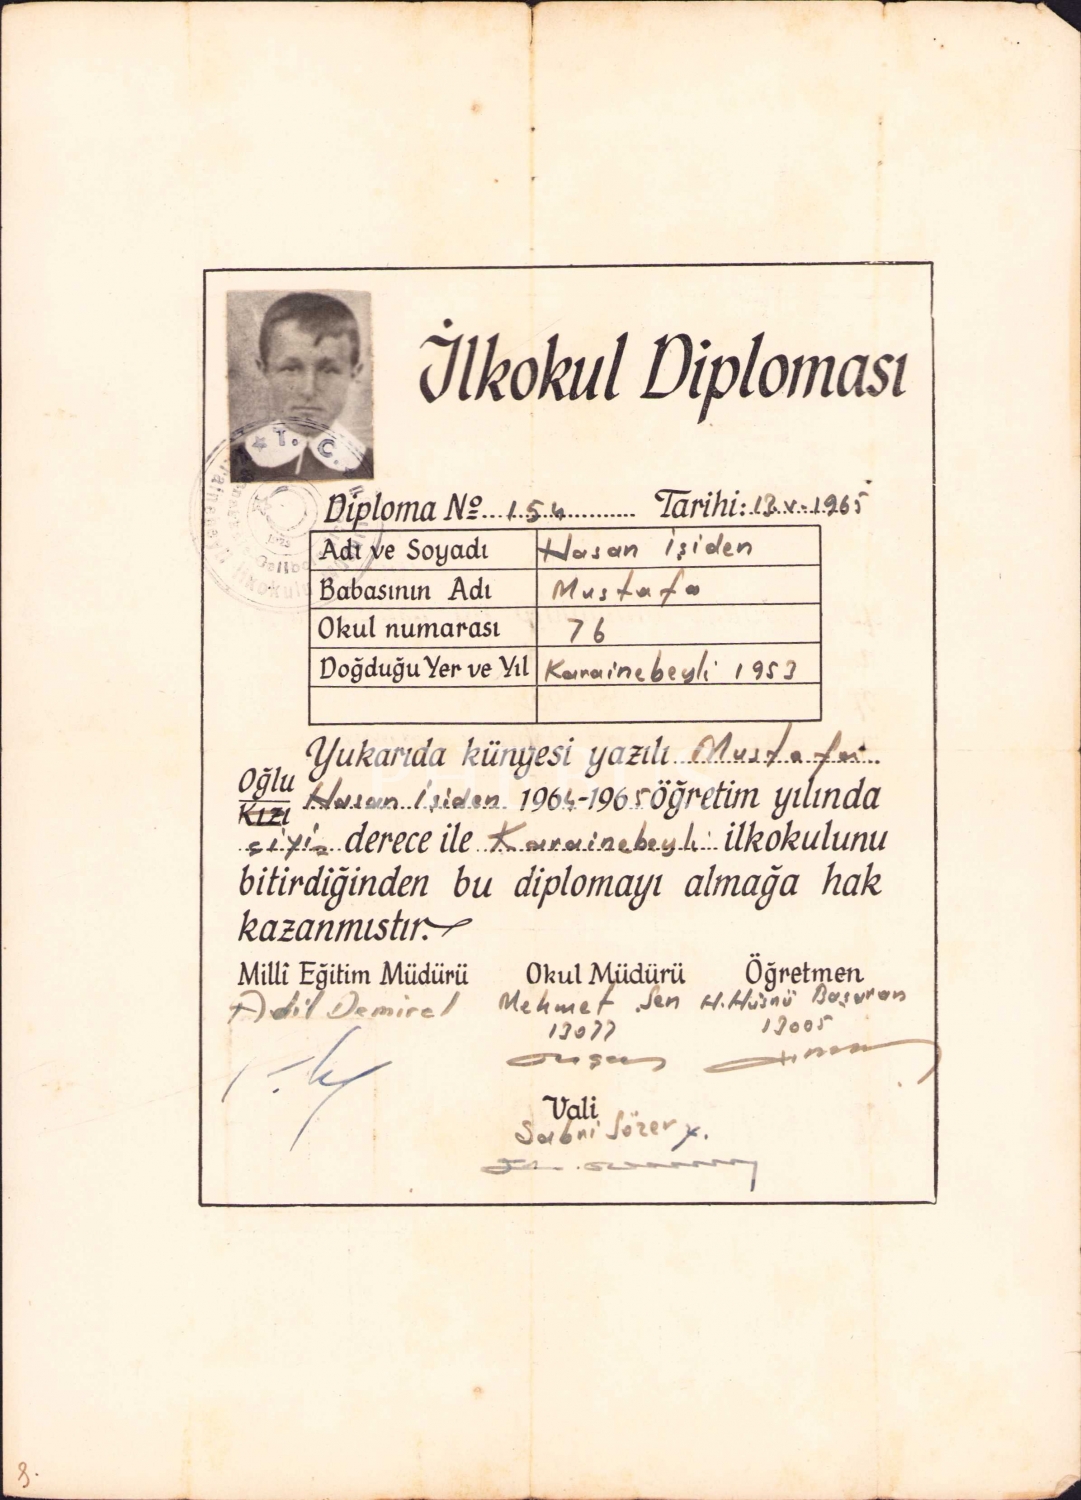 İlkokul Diploması
T. C.
Diploma Nº 154 Tarihi: 13.V.1965
Adı ve Soyadı Hasan İşiden
Babasının Adı Mustafa
Okul numarası 76
Doğduğu Yer ve Yıl Karainebeyli 1953
Yukarıda künyesi yazılı Mustafa
Oğlu
Kızı
Hasan İşiden 1964-1965 öğretim yılında
derece ile Karainebeyli ilkokulunu
bitirdiğinden bu diplomayı almağa hak
kazanmıstır.
Millî Eğitim Müdürü Okul Müdürü Öğretmen
Adil Demirel Mehmet Şen H. Hüsnü Başaran
13077 13005
Vali
Sabri Sözer
8.